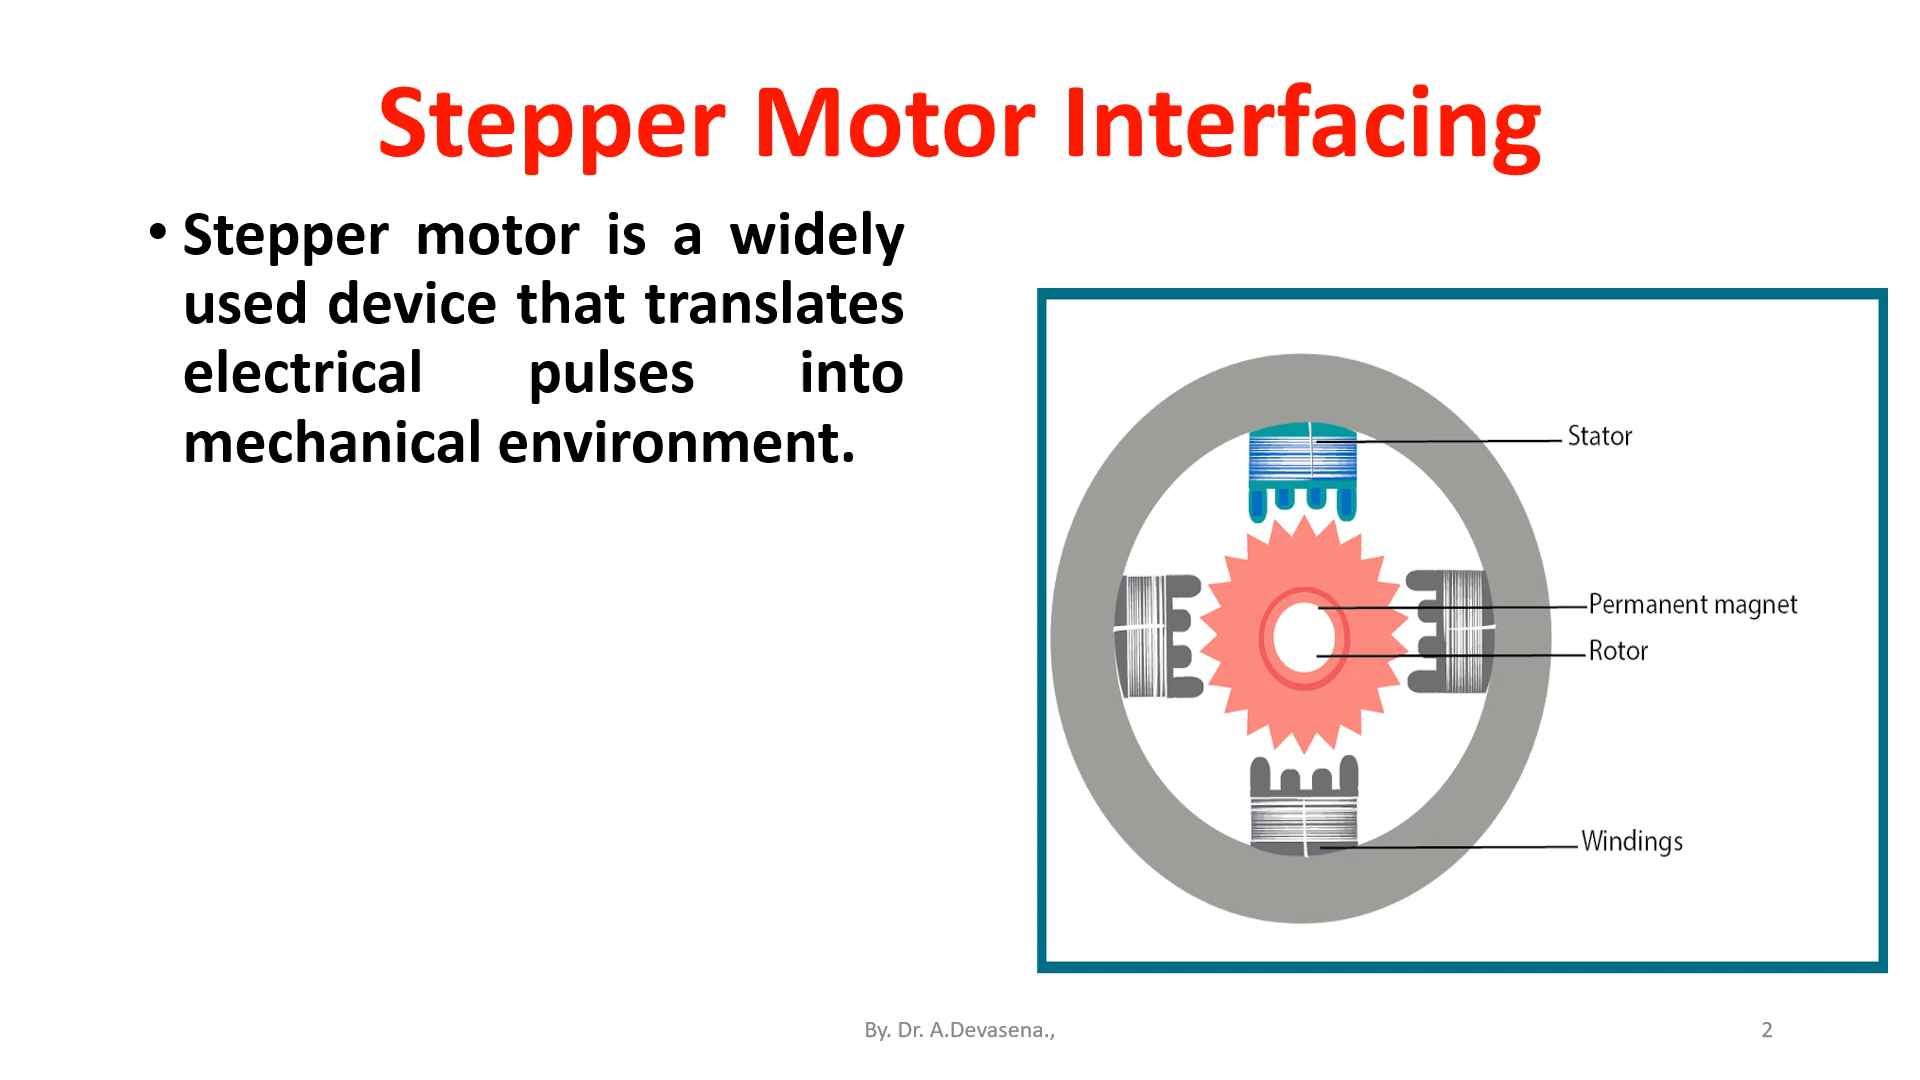 Stepper Motor Interfacing
• Stepper motor is a widely
used device that translates
electrical pulses into
mechanical environment.
Stator
Permanent magnet
Rotor
Windings
By. Dr. A.Devasena.,
2